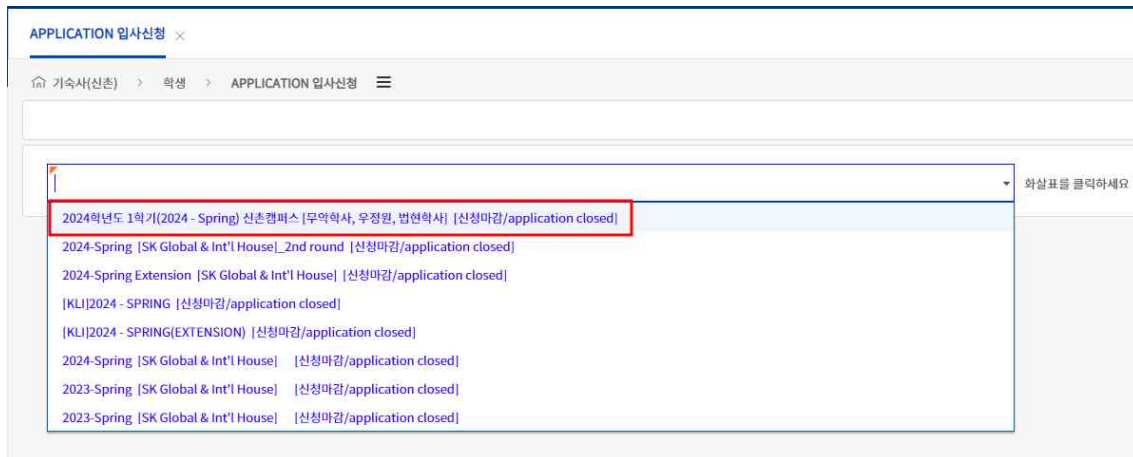 APPLICATION 입사신청
기숙사(신촌) > 학생 > APPLICATION 입사신청
화살표를 클릭하세요
2024학년도 1학기(2024 - Spring) 신촌캠퍼스 [무악학사, 우정원, 법현학사] [신청마감/application closed]
2024-Spring [SK Global & Int'l House]_2nd round [신청마감/application closed]
2024-Spring Extension [SK Global & Int'l House] [신청마감/application closed]
[KLI]2024 - SPRING [신청마감/application closed]
[KLI]2024 - SPRING(EXTENSION) [신청마감/application closed]
2024-Spring [SK Global & Int'l House] [신청마감/application closed]
2023-Spring [SK Global & Int'l House] [신청마감/application closed]
2023-Spring [SK Global & Int'l House] [신청마감/application closed]